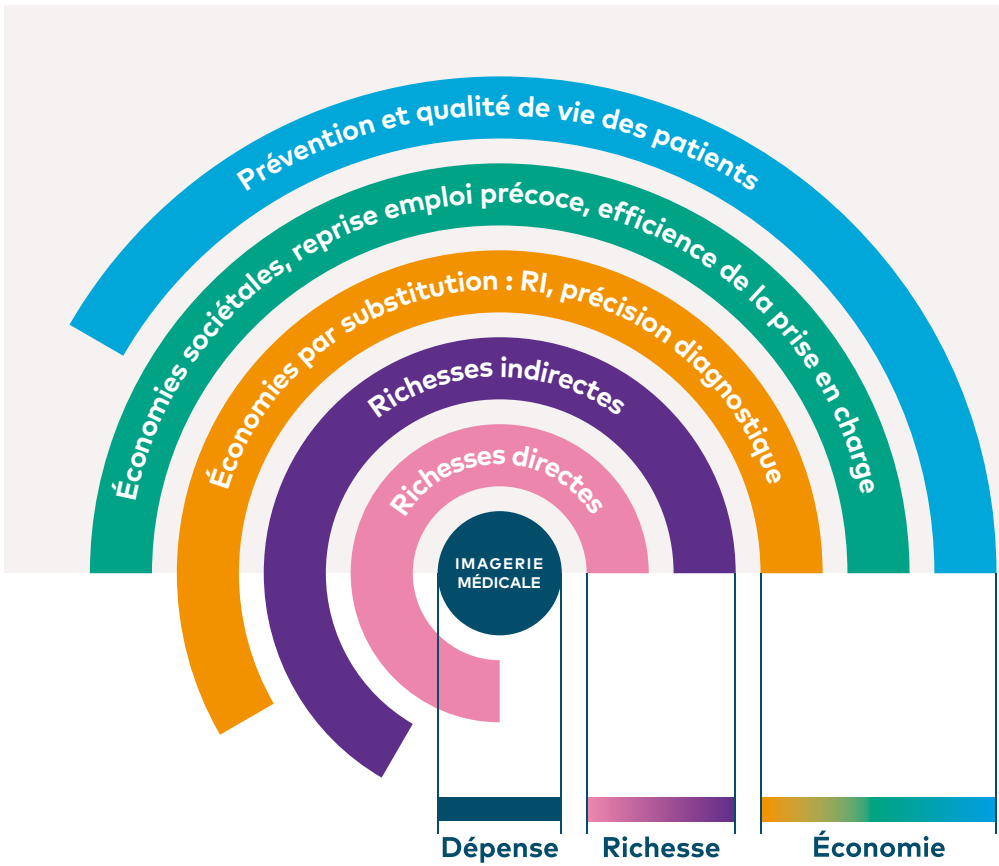 Prévention et qualité de vie des patients
Économies sociétales, reprise emploi précoce, efficience de la prise en charge
Économies par substitution : RI, précision diagnostique
Richesses indirectes
Richesses directes
IMAGERIE
MÉDICALE
Dépense
Richesse
Économie